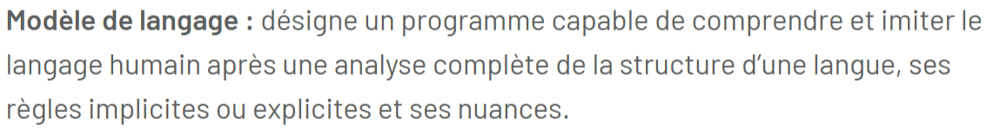 Modèle de langage : désigne un programme capable de comprendre et imiter le
langage humain après une analyse complète de la structure d’une langue, ses
règles implicites ou explicites et ses nuances.